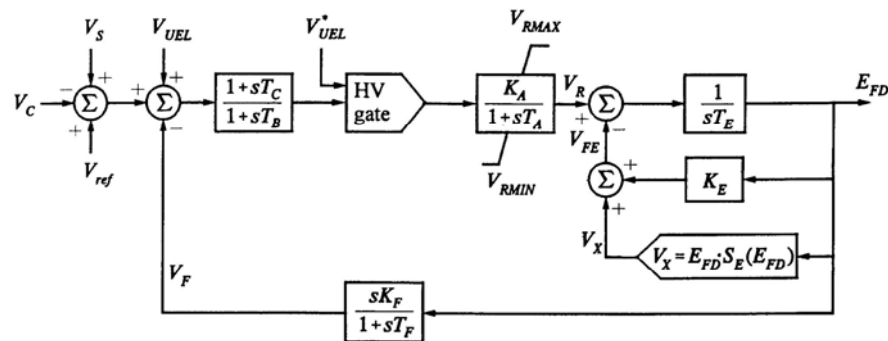 V_S
V_UEL
V*_UEL
V_RMAX
V_C
− + + Σ
+ + − Σ
1+sT_C
1+sT_B
HV
gate
K_A
1+sT_A
V_R
+ − Σ
1
sT_E
E_FD
V_ref
V_RMIN
V_FE
+ + Σ
K_E
V_X
V_X = E_FD·S_E(E_FD)
V_F
sK_F
1+sT_F